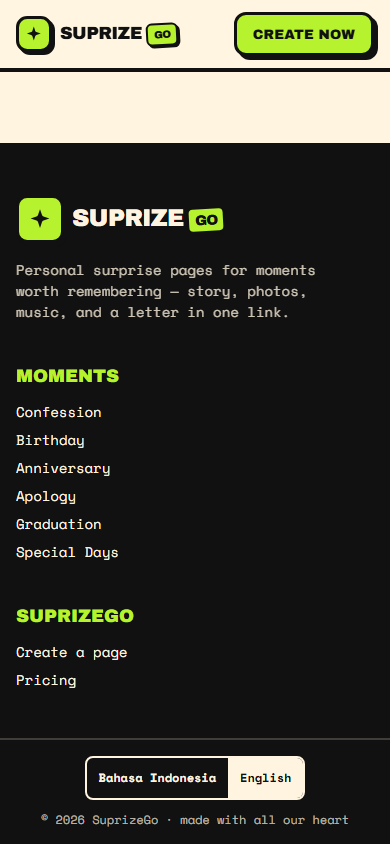 SUPRIZE GO
CREATE NOW
SUPRIZE GO
Personal surprise pages for moments
worth remembering — story, photos,
music, and a letter in one link.
MOMENTS
Confession
Birthday
Anniversary
Apology
Graduation
Special Days
SUPRIZEGO
Create a page
Pricing
Bahasa Indonesia
English
© 2026 SuprizeGo · made with all our heart